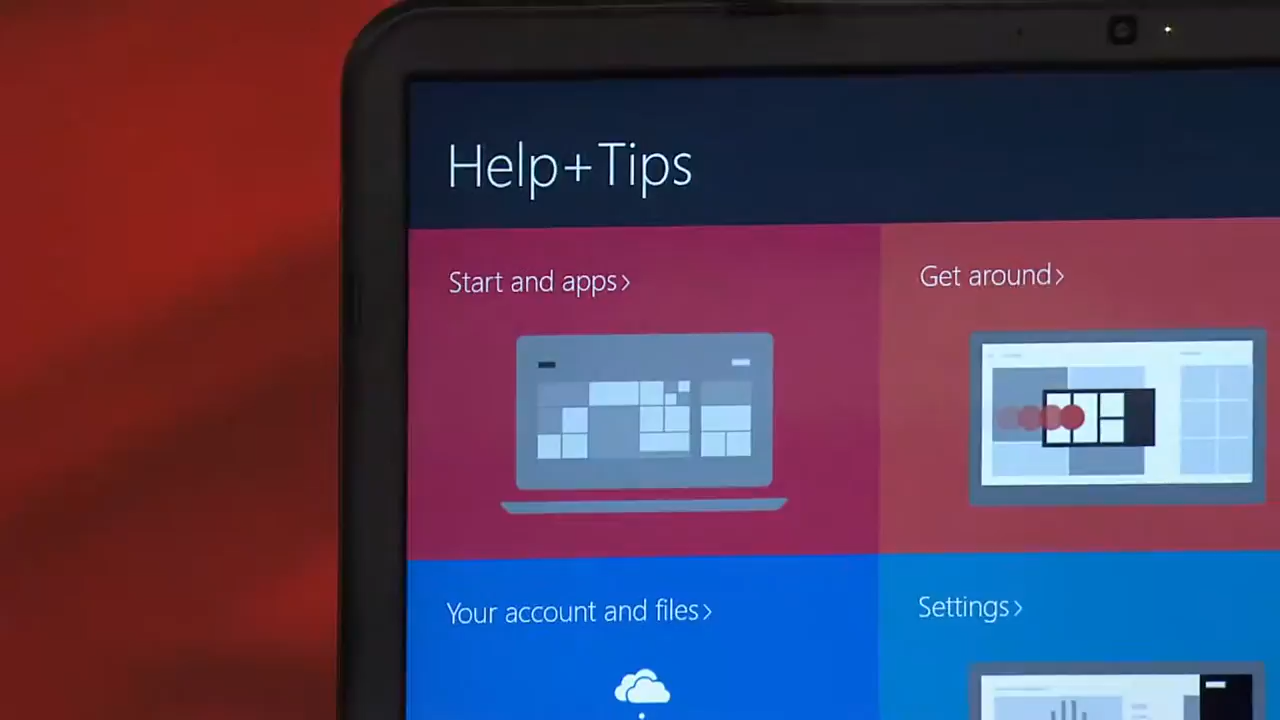 Help+Tips
Start and apps>
Get around>
Your account and files>
Settings>